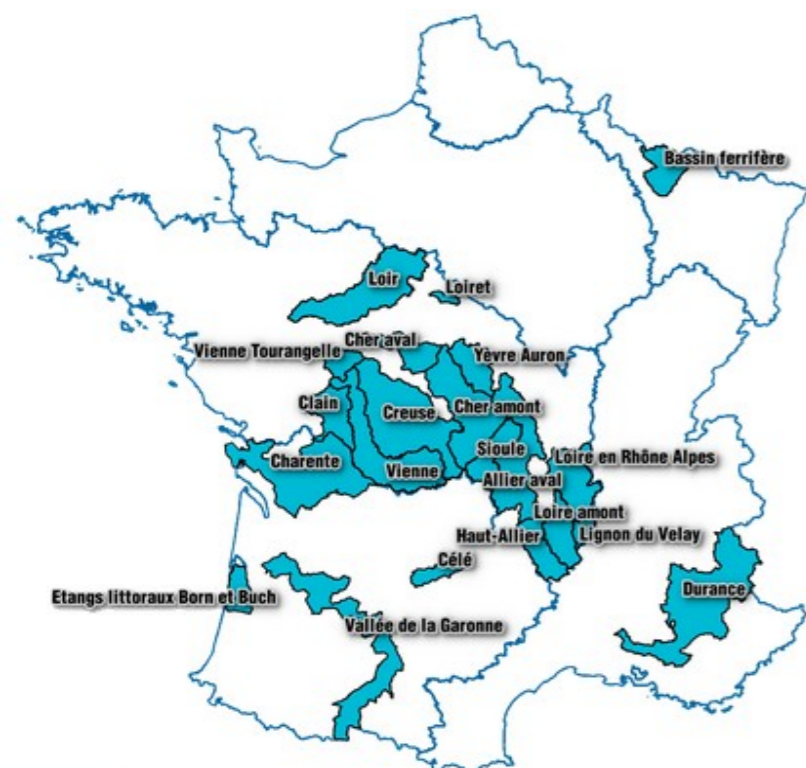 Bassin ferrifère
Loir
Loiret
Cher aval
Vienne Tourangelle
Yèvre Auron
Clain
Creuse
Cher amont
Sioule
Charente
Vienne
Loire en Rhône Alpes
Allier aval
Loire amont
Haut-Allier
Lignon du Velay
Célé
Durance
Etangs littoraux Born et Buch
Vallée de la Garonne